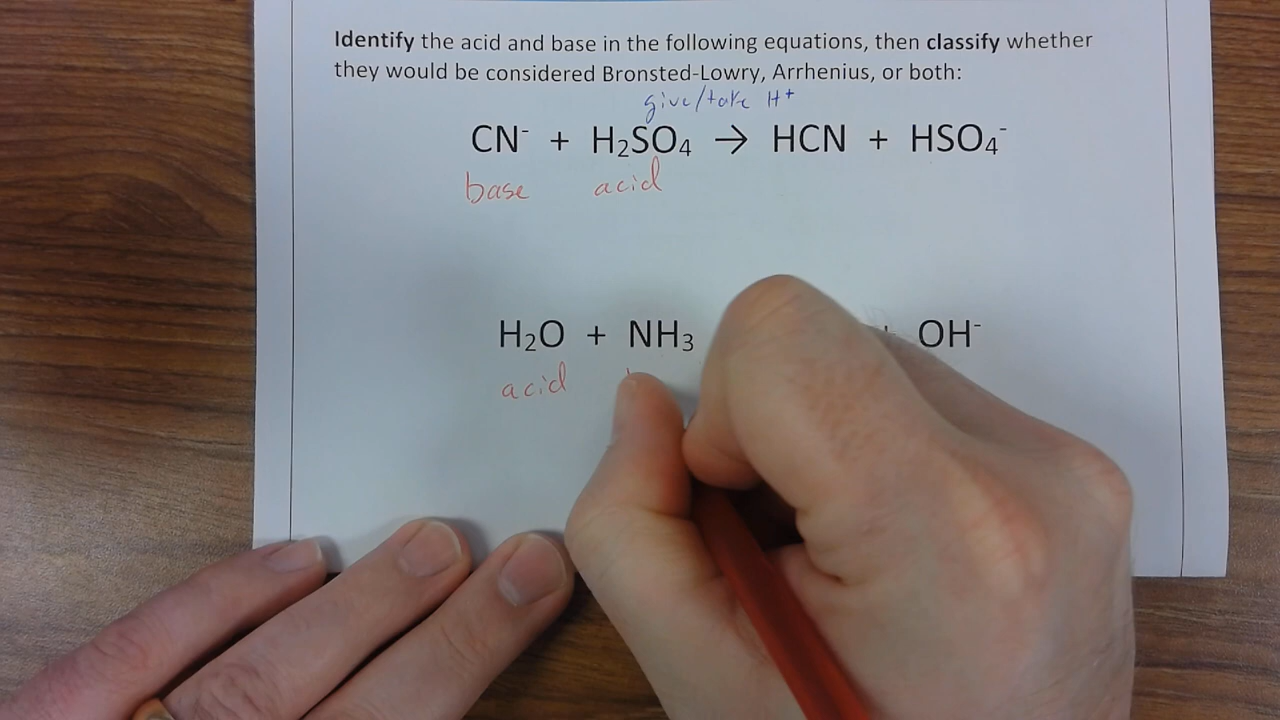 Identify the acid and base in the following equations, then classify whether
they would be considered Bronsted-Lowry, Arrhenius, or both:
give/take H⁺
CN⁻ + H₂SO₄ → HCN + HSO₄⁻
base acid
H₂O + NH₃ + OH⁻
acid